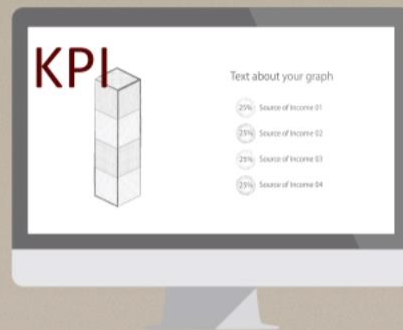 KPI
Text about your graph
25% Source of Income 01
25% Source of Income 02
25% Source of Income 03
25% Source of Income 04